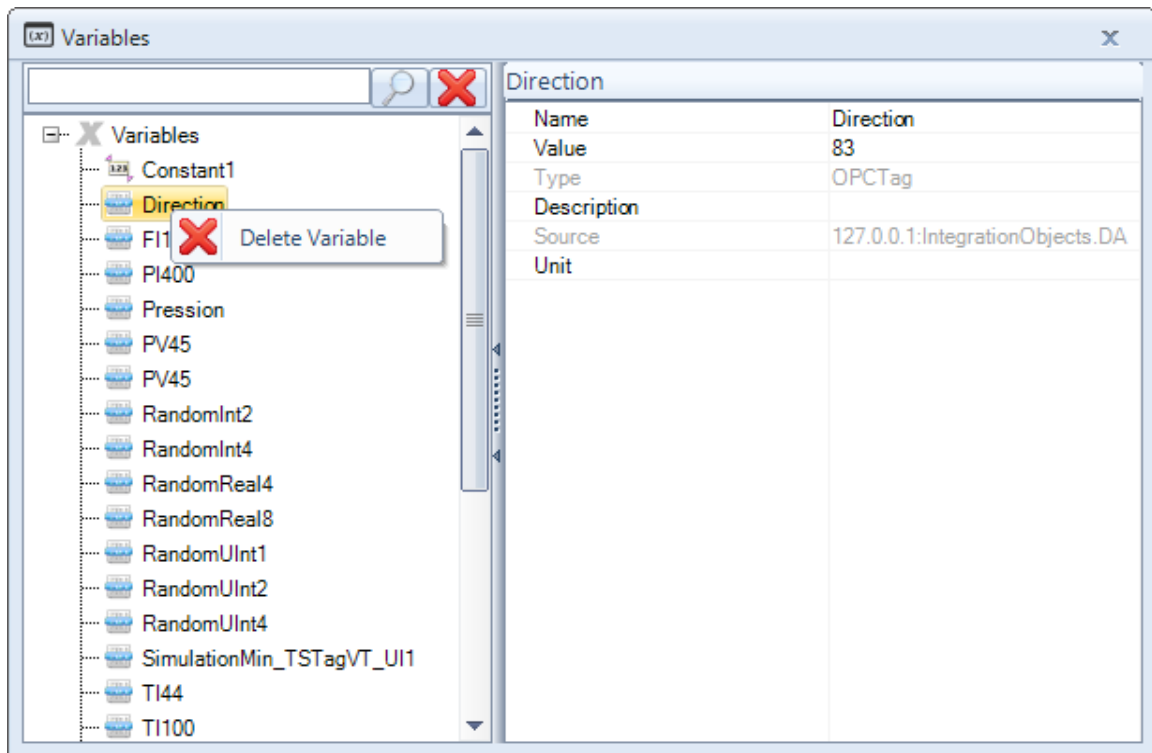 Variables
Direction
Variables
Constant1
Direction
FI1
Delete Variable
PI400
Pression
PV45
PV45
RandomInt2
RandomInt4
RandomReal4
RandomReal8
RandomUInt1
RandomUInt2
RandomUInt4
SimulationMin_TSTagVT_UI1
TI44
TI100
Name Direction
Value 83
Type OPCTag
Description
Source 127.0.0.1:IntegrationObjects.DA
Unit